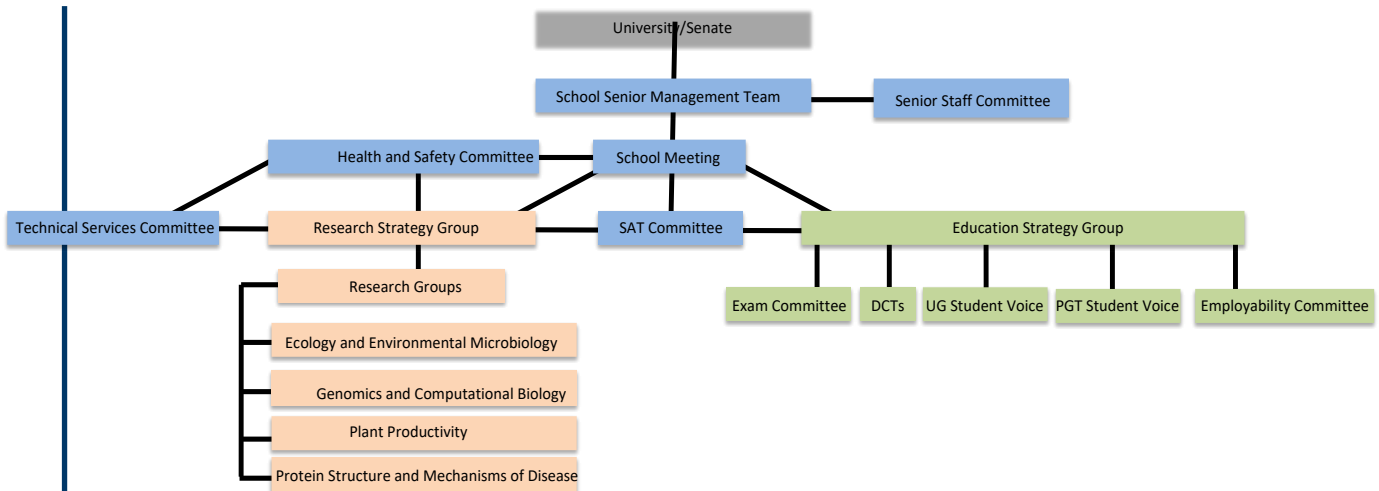 University/Senate
School Senior Management Team
Senior Staff Committee
Health and Safety Committee
School Meeting
Technical Services Committee
Research Strategy Group
SAT Committee
Education Strategy Group
Research Groups
Exam Committee
DCTs
UG Student Voice
PGT Student Voice
Employability Committee
Ecology and Environmental Microbiology
Genomics and Computational Biology
Plant Productivity
Protein Structure and Mechanisms of Disease